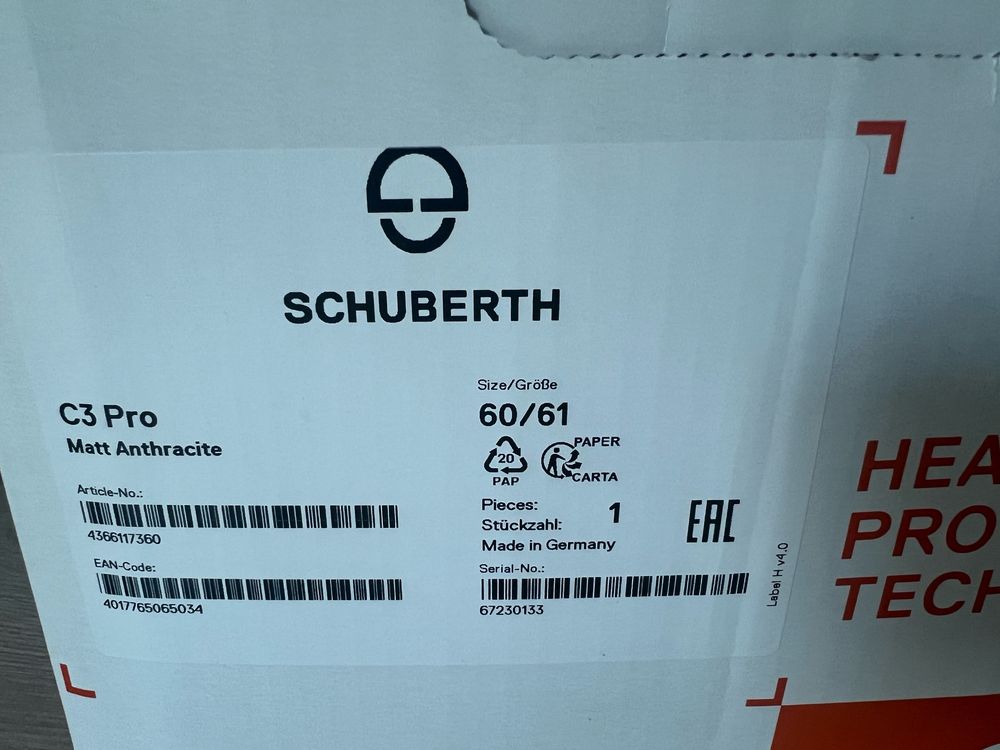 SCHUBERTH
C3 Pro
Matt Anthracite
Size/Größe
60/61
20
PAP
PAPER
CARTA
Article-No.:
4366117360
Pieces:
Stückzahl:
1
Made in Germany
EAC
EAN-Code:
4017765065034
Serial-No.:
67230133
Label H v4.0
HEA
PRO
TECH